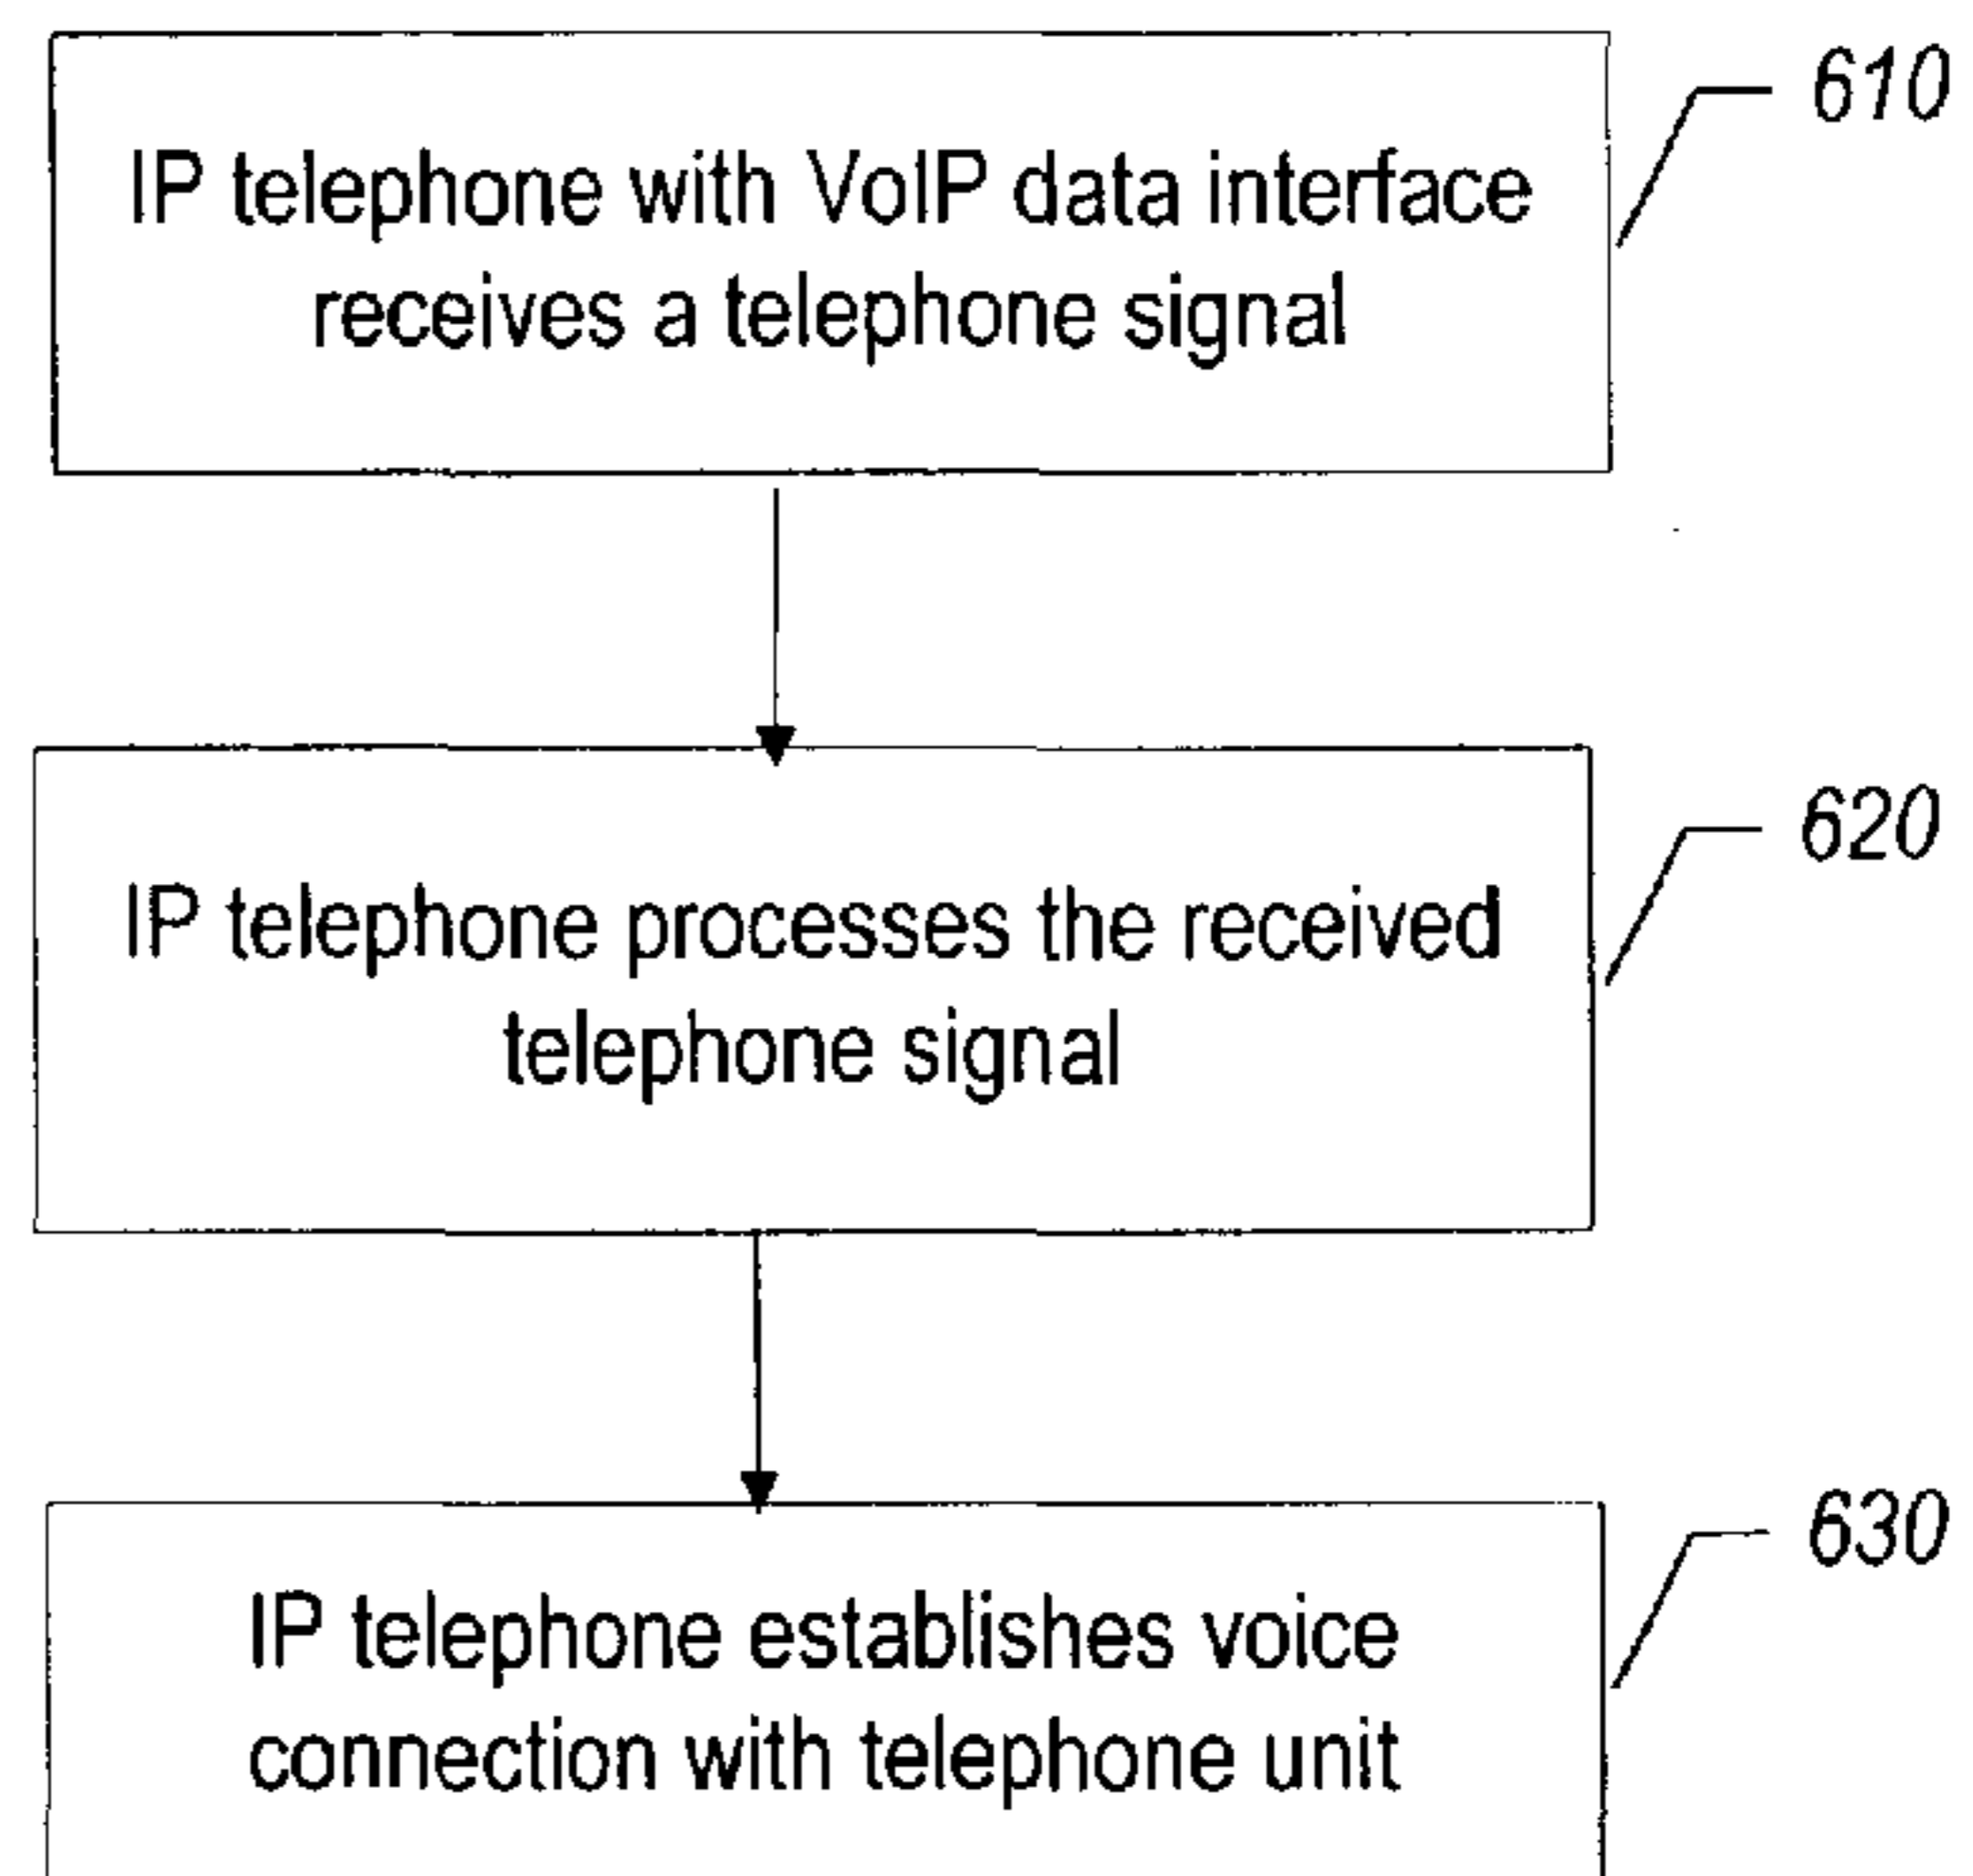 610
IP telephone with VoIP data interface
receives a telephone signal
620
IP telephone processes the received
telephone signal
630
IP telephone establishes voice
connection with telephone unit